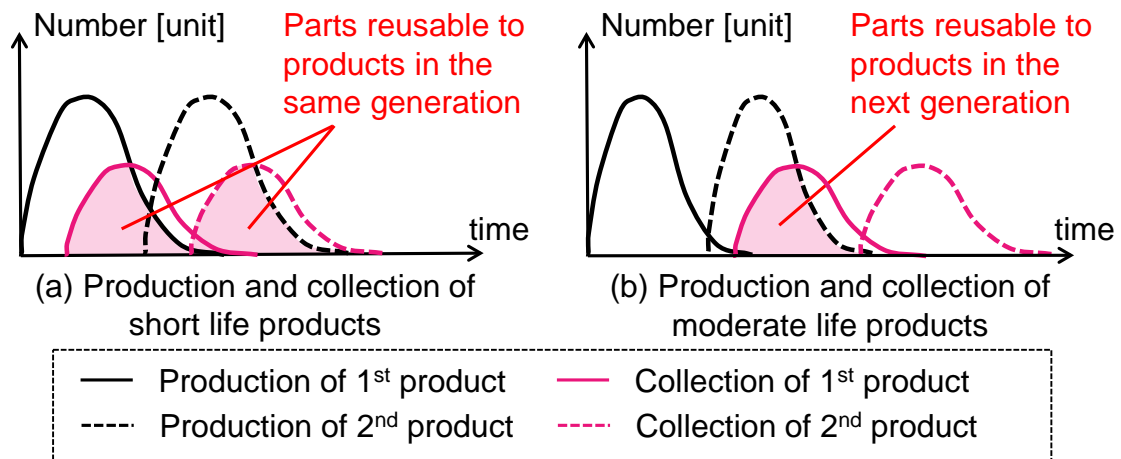 Number [unit]
Parts reusable to
products in the
same generation
time
(a) Production and collection of
short life products
Number [unit]
Parts reusable to
products in the
next generation
time
(b) Production and collection of
moderate life products
Production of 1st product
Collection of 1st product
Production of 2nd product
Collection of 2nd product